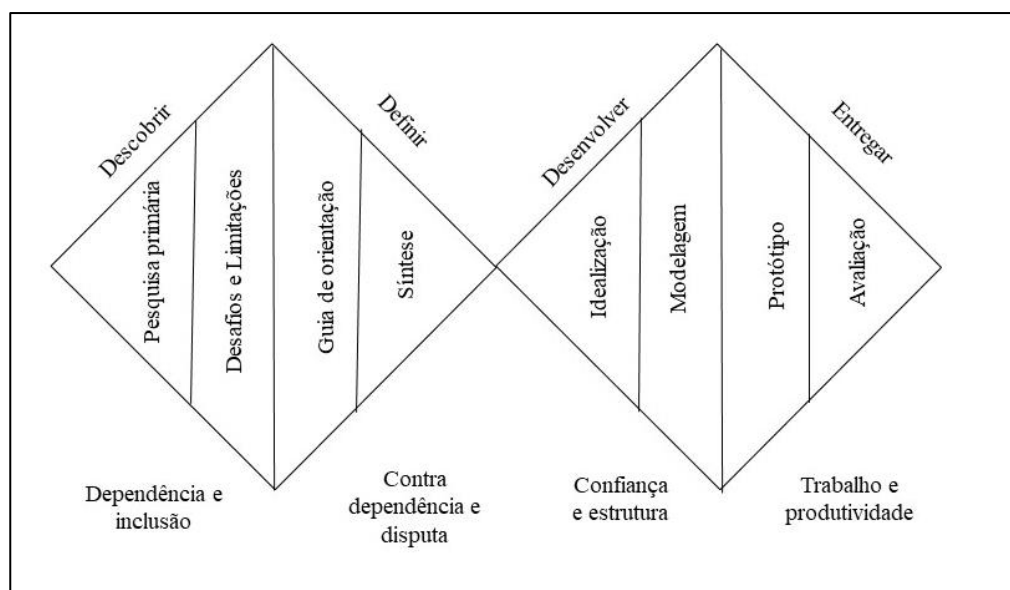 Descobrir
Definir
Desenvolver
Entregar
Pesquisa primária
Desafios e Limitações
Guia de orientação
Síntese
Idealização
Modelagem
Protótipo
Avaliação
Dependência e
inclusão
Contra
dependência e
disputa
Confiança
e estrutura
Trabalho e
produtividade